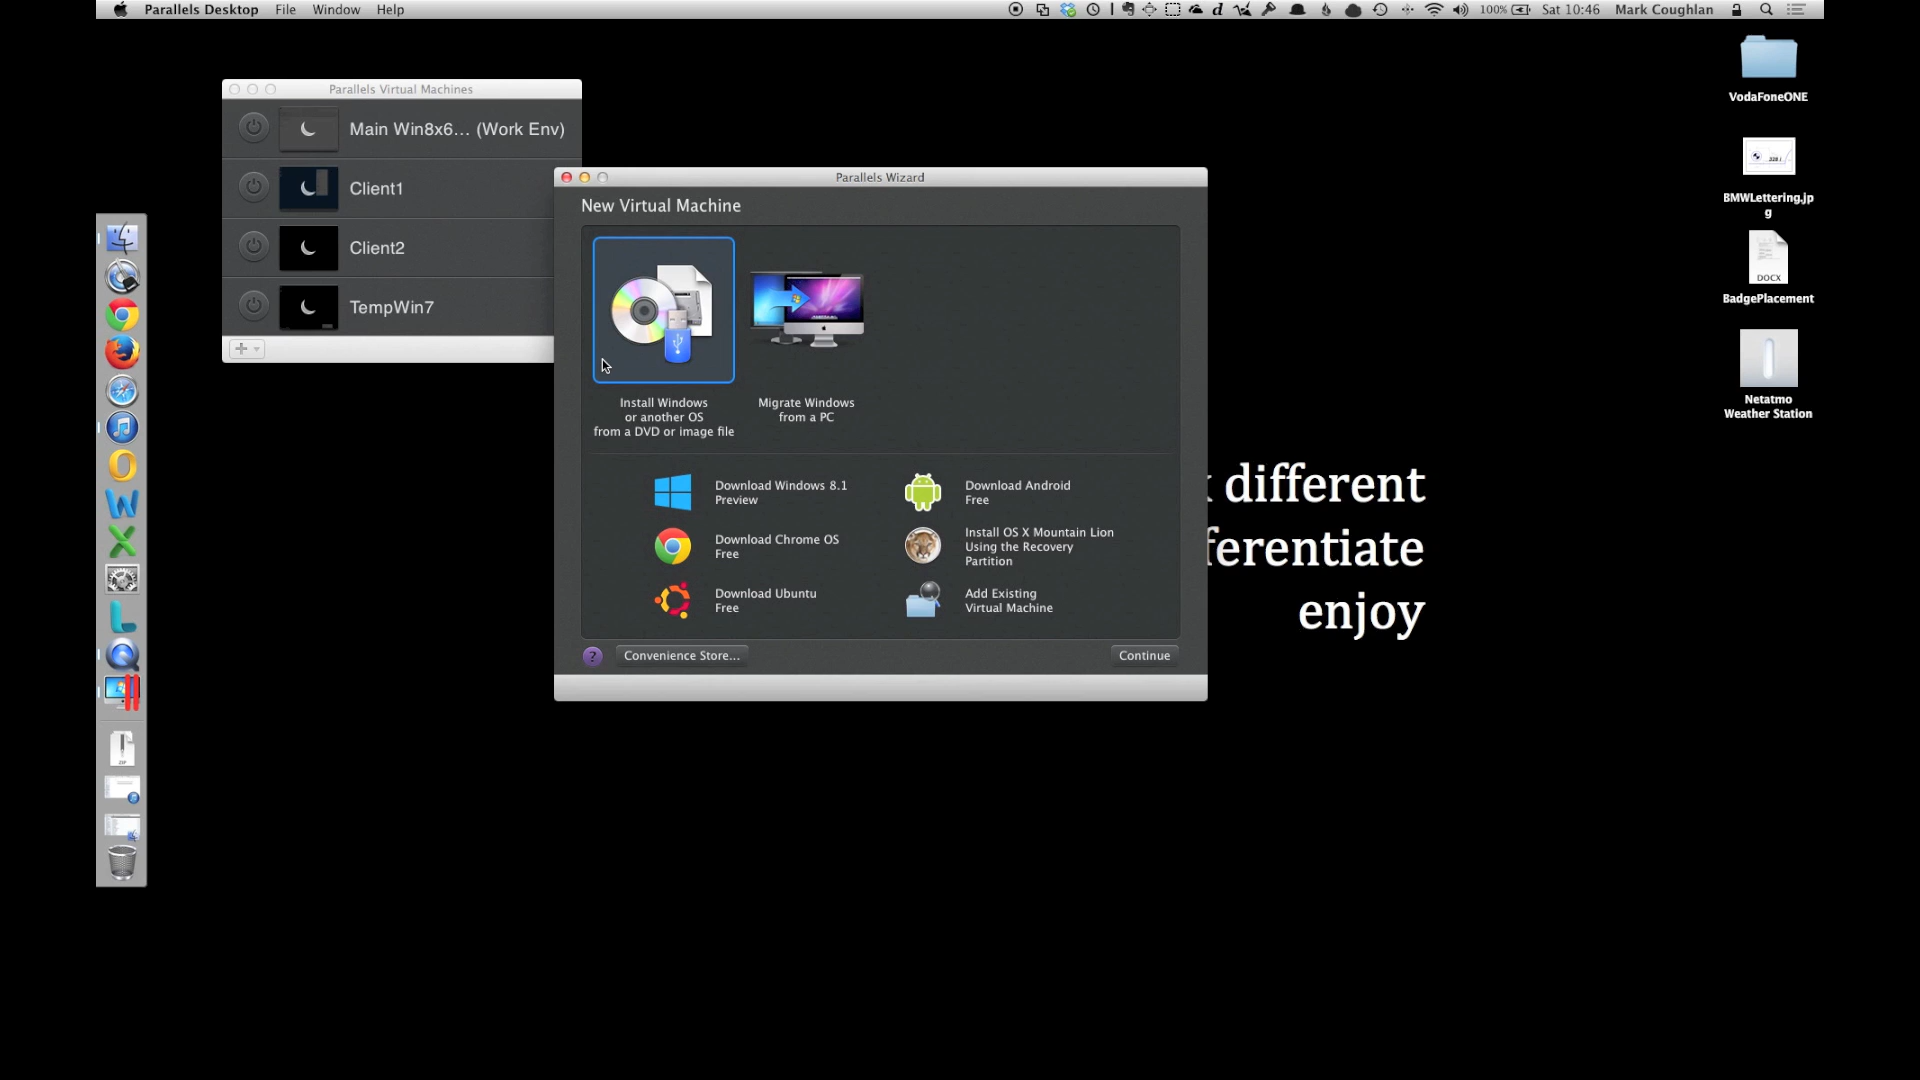 Parallels Desktop File Window Help
100% Sat 10:46 Mark Coughlan
Parallels Virtual Machines
Main Win8x6... (Work Env)
Client1
Client2
TempWin7
Parallels Wizard
New Virtual Machine
Install Windows
or another OS
from a DVD or image file
Migrate Windows
from a PC
Download Windows 8.1
Preview
Download Android
Free
Download Chrome OS
Free
Install OS X Mountain Lion
Using the Recovery
Partition
Download Ubuntu
Free
Add Existing
Virtual Machine
?
Convenience Store...
Continue
different
ferentiate
enjoy
VodaFoneONE
BMWLettering.jp
g
DOCX
BadgePlacement
Netatmo
Weather Station
ZIP